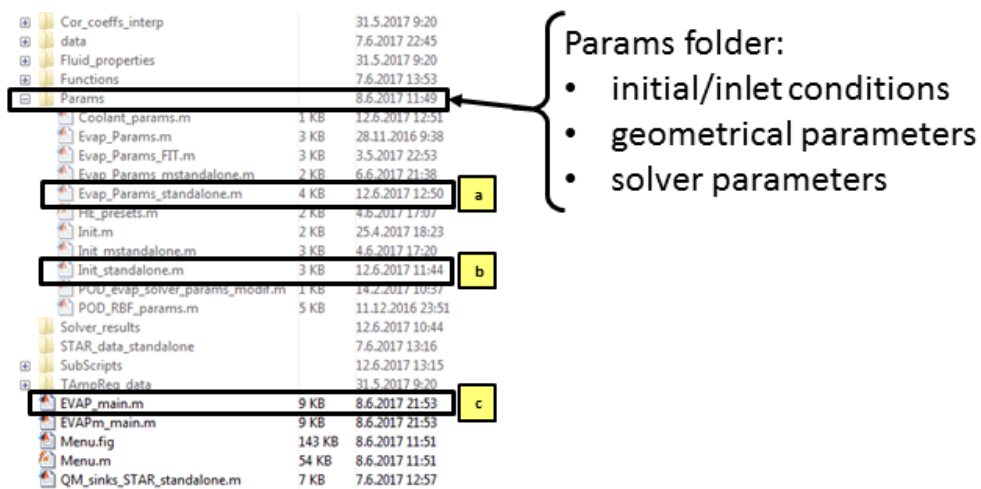 Cor_coeffs_interp 31.5.2017 9:20
data 7.6.2017 22:45
Fluid_properties 31.5.2017 9:20
Functions 7.6.2017 13:53
Params 8.6.2017 11:49
Coolant_params.m 1 KB 12.6.2017 12:51
Evap_Params.m 3 KB 28.11.2016 9:38
Evap_Params_FIT.m 3 KB 3.5.2017 22:53
Evap_Params_mstandalone.m 2 KB 6.6.2017 21:38
Evap_Params_standalone.m 4 KB 12.6.2017 12:50 a
HE_presets.m 2 KB 4.6.2017 17:07
Init.m 2 KB 25.4.2017 18:23
Init_mstandalone.m 3 KB 4.6.2017 17:20
Init_standalone.m 3 KB 12.6.2017 11:44 b
POD_evap_solver_params_modif.m 1 KB 14.2.2017 10:37
POD_RBF_params.m 5 KB 11.12.2016 23:51
Solver_results 12.6.2017 10:44
STAR_data_standalone 7.6.2017 13:16
SubScripts 12.6.2017 13:15
TAmpReg_data 31.5.2017 9:20
EVAP_main.m 9 KB 8.6.2017 21:53 c
EVAPm_main.m 9 KB 8.6.2017 21:53
Menu.fig 143 KB 8.6.2017 11:51
Menu.m 54 KB 8.6.2017 11:51
QM_sinks_STAR_standalone.m 7 KB 7.6.2017 12:57
Params folder:
• initial/inlet conditions
• geometrical parameters
• solver parameters